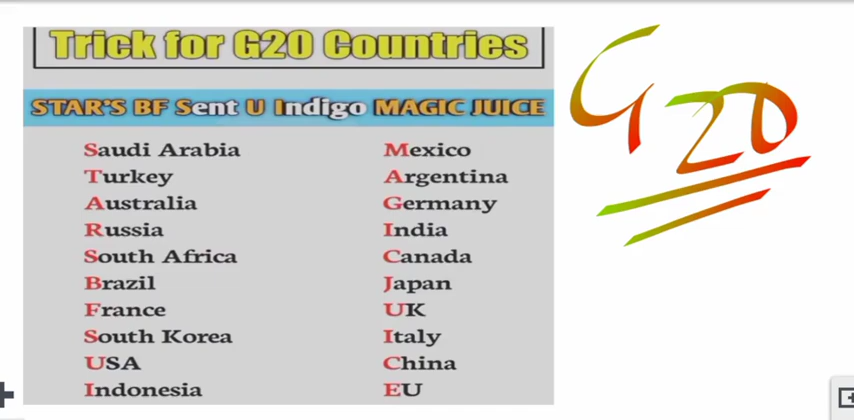 Trick for G20 Countries
STAR'S BF Sent U Indigo MAGIC JUICE
Saudi Arabia
Turkey
Australia
Russia
South Africa
Brazil
France
South Korea
USA
Indonesia
Mexico
Argentina
Germany
India
Canada
Japan
UK
Italy
China
EU
G20